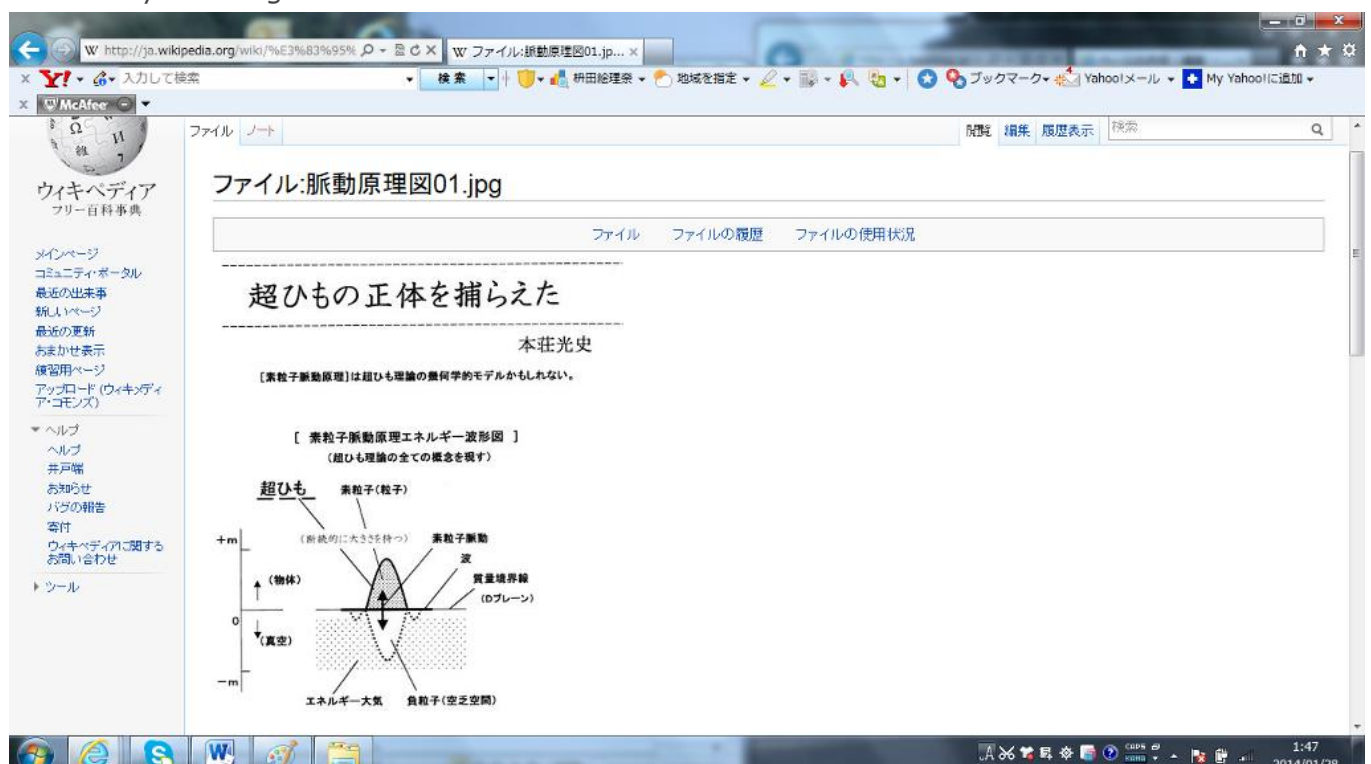 W http://ja.wikipedia.org/wiki/%E3%83%95%
W ファイル:脈動原理図01.jp... ×
× Y! 入力して検索 検索 枡田絵理奈 地域を指定 ブックマーク 4 Yahoo!メール My Yahoo!に追加
× McAfee
ファイル ノート 閲覧 編集 履歴表示 検索
Ω И
維 7
ウィキペディア
フリー百科事典
メインページ
コミュニティ・ポータル
最近の出来事
新しいページ
最近の更新
おまかせ表示
練習用ページ
アップロード (ウィキメディア・コモンズ)
ヘルプ
ヘルプ
井戸端
お知らせ
バグの報告
寄付
ウィキペディアに関するお問い合わせ
ツール
ファイル:脈動原理図01.jpg
ファイル ファイルの履歴 ファイルの使用状況
超ひもの正体を捕らえた
本荘光史
[素粒子脈動原理]は超ひも理論の幾何学的モデルかもしれない。
[ 素粒子脈動原理エネルギー波形図 ]
(超ひも理論の全ての概念を現す)
超ひも 素粒子(粒子)
+m (断続的に大きさを持つ) 素粒子脈動
波
(物体) 質量境界線
(Dブレーン)
0
(真空)
−m
エネルギー大気 負粒子(空乏空間)
A CAPS KANA 1:47
2014/01/28